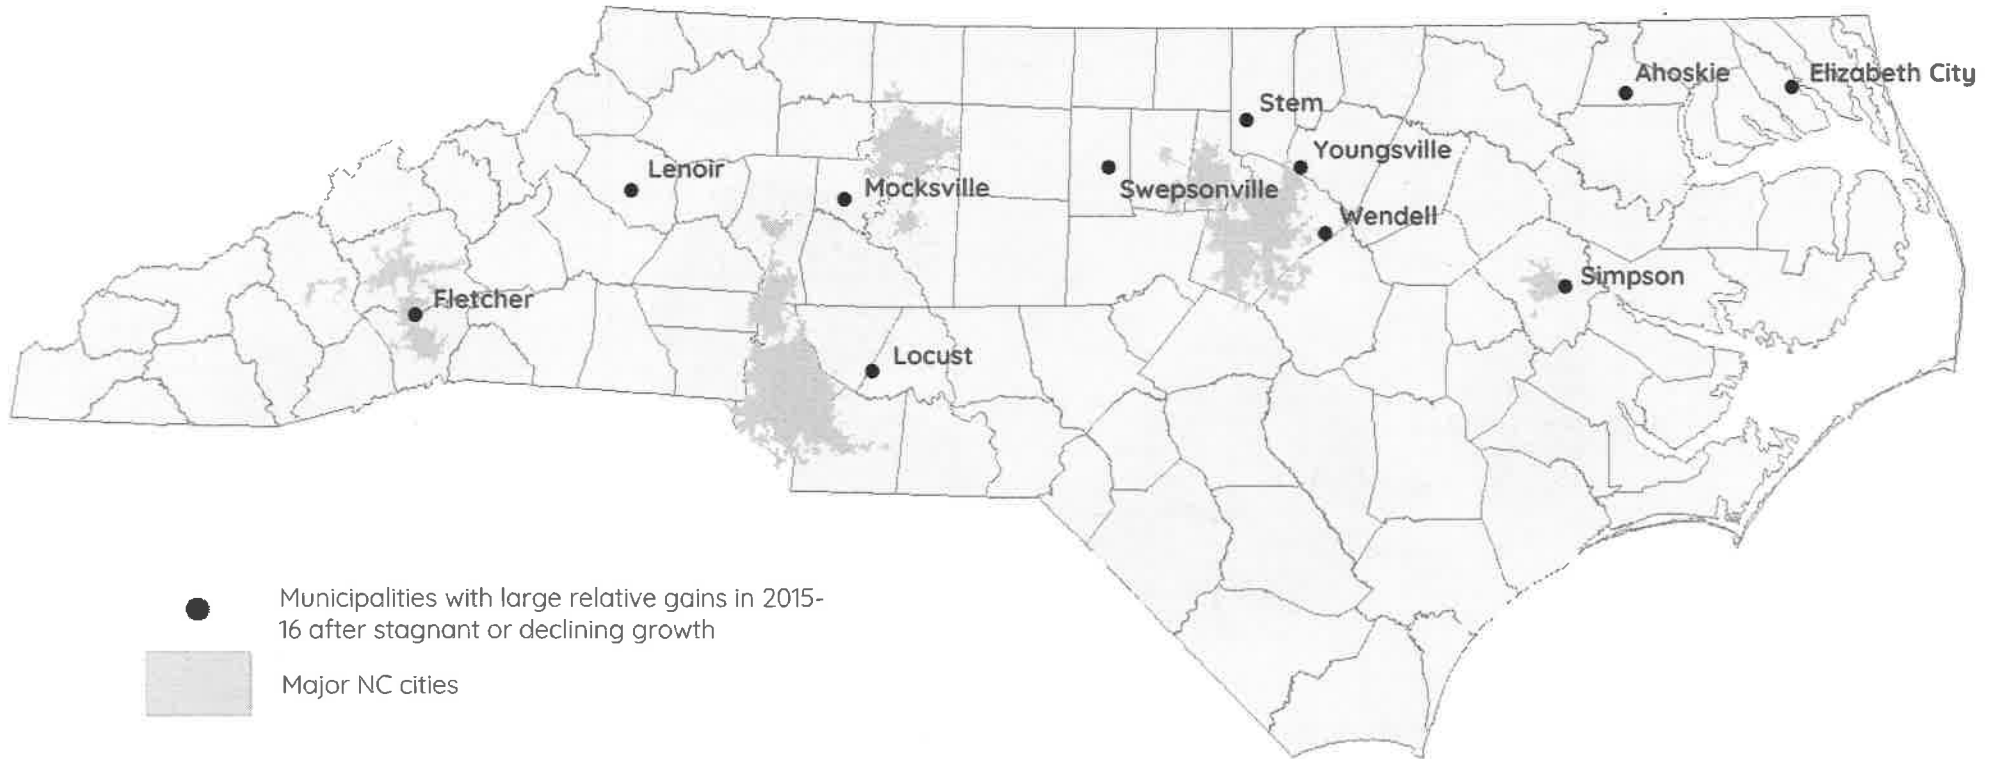 Ahoskie
Elizabeth City
Stem
Youngsville
Lenoir
Mocksville
Swepsonville
Wendell
Simpson
Fletcher
Locust
Municipalities with large relative gains in 2015-
16 after stagnant or declining growth
Major NC cities